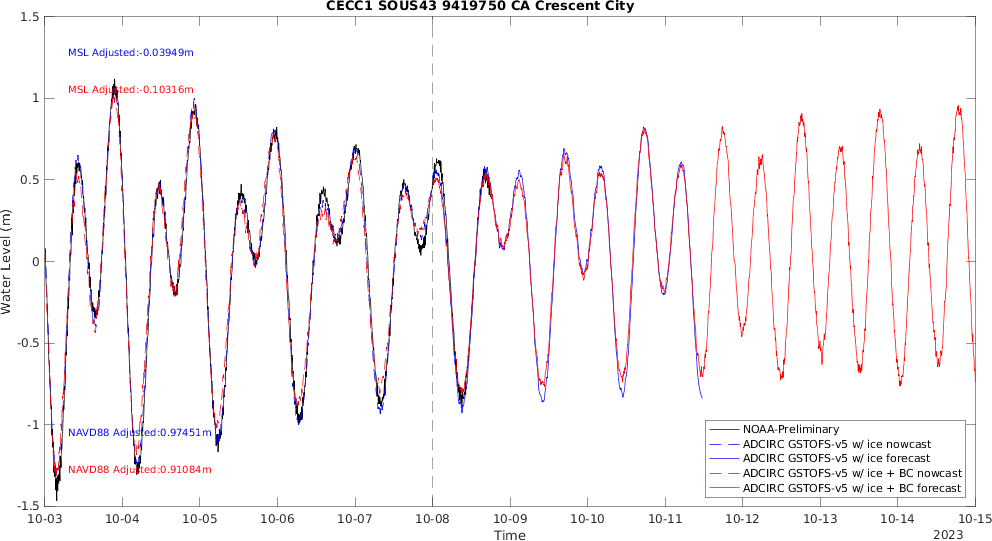 CECC1 SOUS43 9419750 CA Crescent City
1.5
1
0.5
0
-0.5
-1
-1.5
Water Level (m)
MSL Adjusted:-0.03949m
MSL Adjusted:-0.10316m
NAVD88 Adjusted:0.97451m
NAVD88 Adjusted:0.91084m
NOAA-Preliminary
ADCIRC GSTOFS-v5 w/ ice nowcast
ADCIRC GSTOFS-v5 w/ ice forecast
ADCIRC GSTOFS-v5 w/ ice + BC nowcast
ADCIRC GSTOFS-v5 w/ ice + BC forecast
10-03 10-04 10-05 10-06 10-07 10-08 10-09 10-10 10-11 10-12 10-13 10-14 10-15
Time
2023